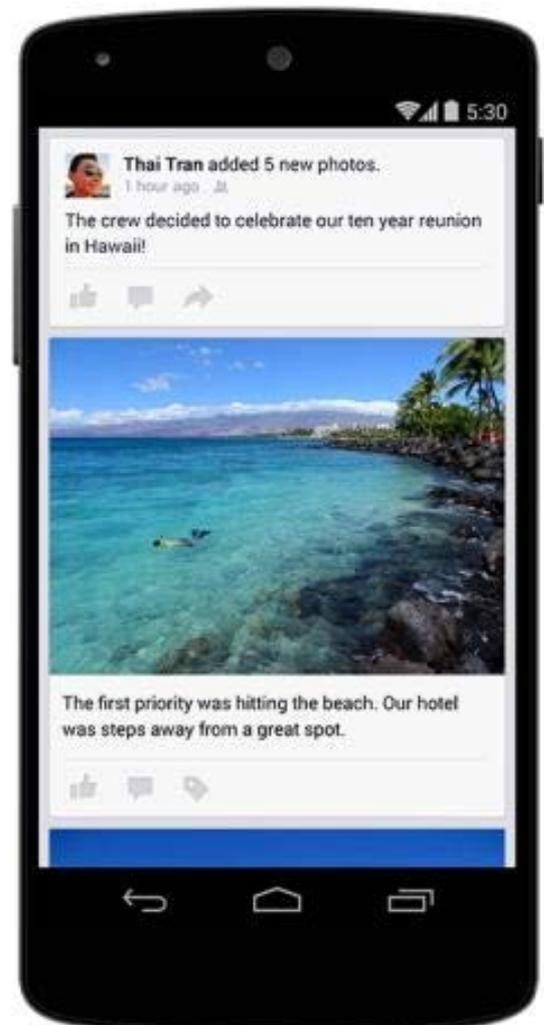 5:30
Thai Tran added 5 new photos.
1 hour ago
The crew decided to celebrate our ten year reunion
in Hawaii!
The first priority was hitting the beach. Our hotel
was steps away from a great spot.